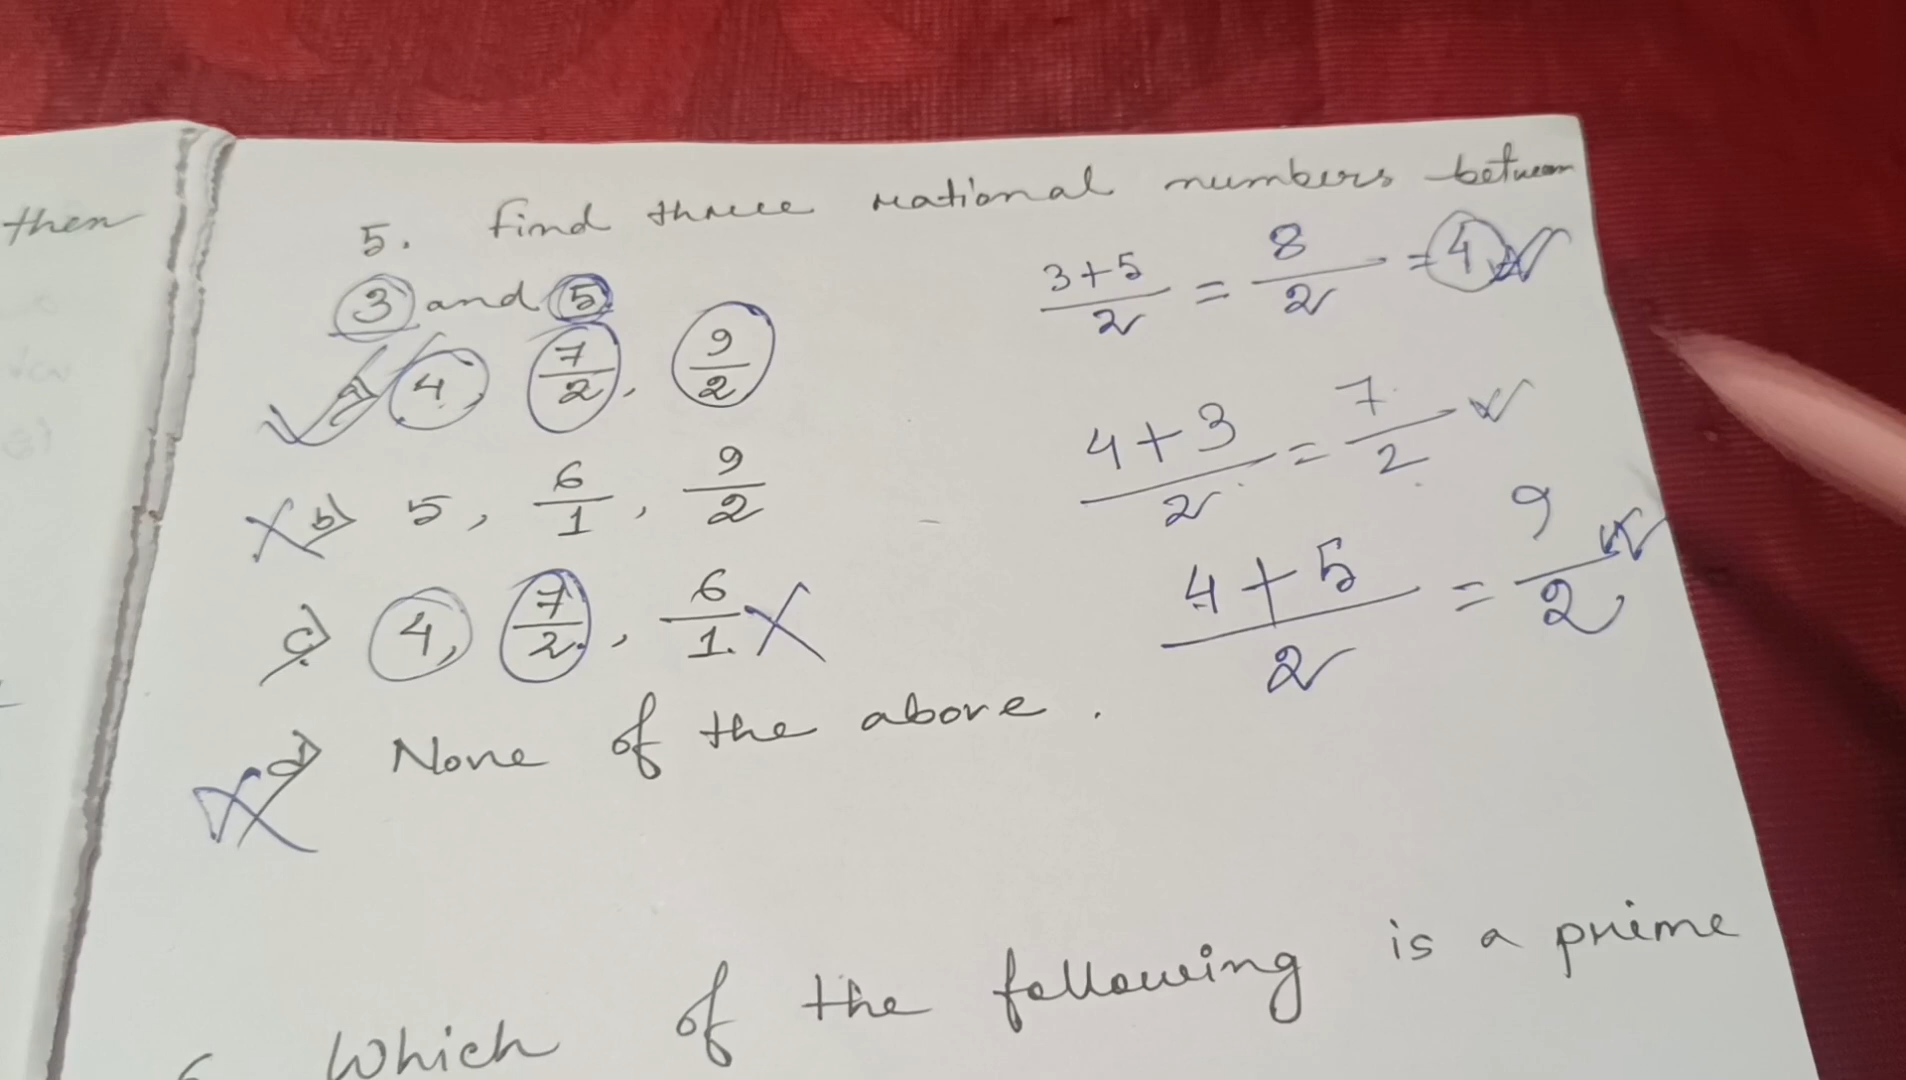 then
5. find three rational numbers between
3 and 5
a) 4, 7/2, 9/2
b) 5, 6/1, 9/2
c) 4, 7/2, 6/1
d) None of the above.
3+5/2 = 8/2 = 4
4+3/2 = 7/2
4+5/2 = 9/2
Which of the following is a prime